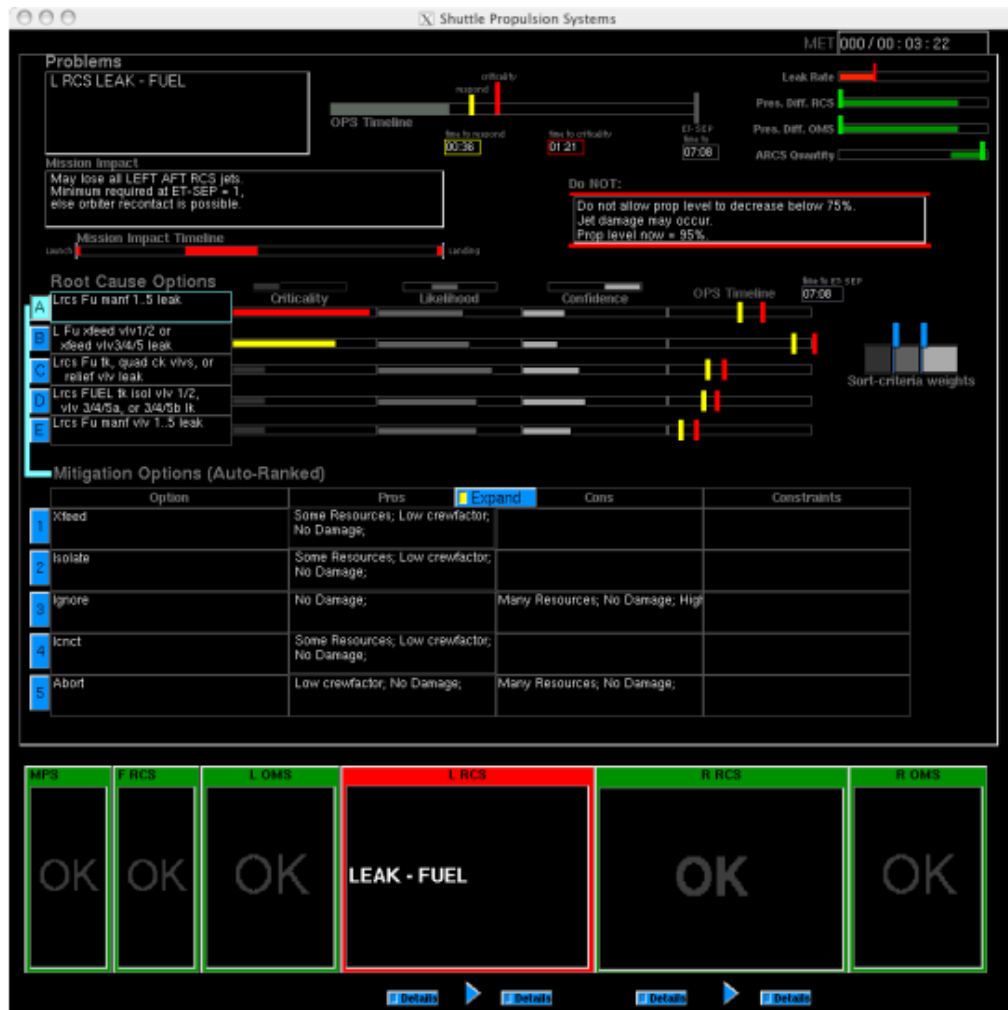 X Shuttle Propulsion Systems
MET 000 / 00 : 03 : 22
Problems
L RCS LEAK - FUEL
criticality
respond
OPS Timeline
time to respond
00:36
time to criticality
01:21
ET-SEP
time to
07:08
Leak Rate
Pres. Diff. RCS
Pres. Diff. OMS
ARCS Quantity
Mission Impact
May lose all LEFT AFT RCS jets.
Minimum required at ET-SEP = 1,
else orbiter recontact is possible.
Do NOT:
Do not allow prop level to decrease below 75%.
Jet damage may occur.
Prop level now = 95%.
Mission Impact Timeline
Launch
Landing
Root Cause Options
Criticality
Likelihood
Confidence
OPS Timeline
time to ET-SEP
07:08
A
Lrcs Fu manf 1..5 leak
B
L Fu xfeed vlv1/2 or
xfeed vlv3/4/5 leak
C
Lrcs Fu tk, quad ck vlvs, or
relief vlv leak
D
Lrcs FUEL tk isol vlv 1/2,
vlv 3/4/5a, or 3/4/5b lk
E
Lrcs Fu manf vlv 1..5 leak
Sort-criteria weights
Mitigation Options (Auto-Ranked)
Option
Pros
Expand
Cons
Constraints
1
Xfeed
Some Resources; Low crewfactor;
No Damage;
2
Isolate
Some Resources; Low crewfactor;
No Damage;
3
Ignore
No Damage;
Many Resources; No Damage; High
4
Icnct
Some Resources; Low crewfactor;
No Damage;
5
Abort
Low crewfactor; No Damage;
Many Resources; No Damage;
MPS
F RCS
L OMS
L RCS
R RCS
R OMS
OK
OK
OK
LEAK - FUEL
OK
OK
Details
Details
Details
Details